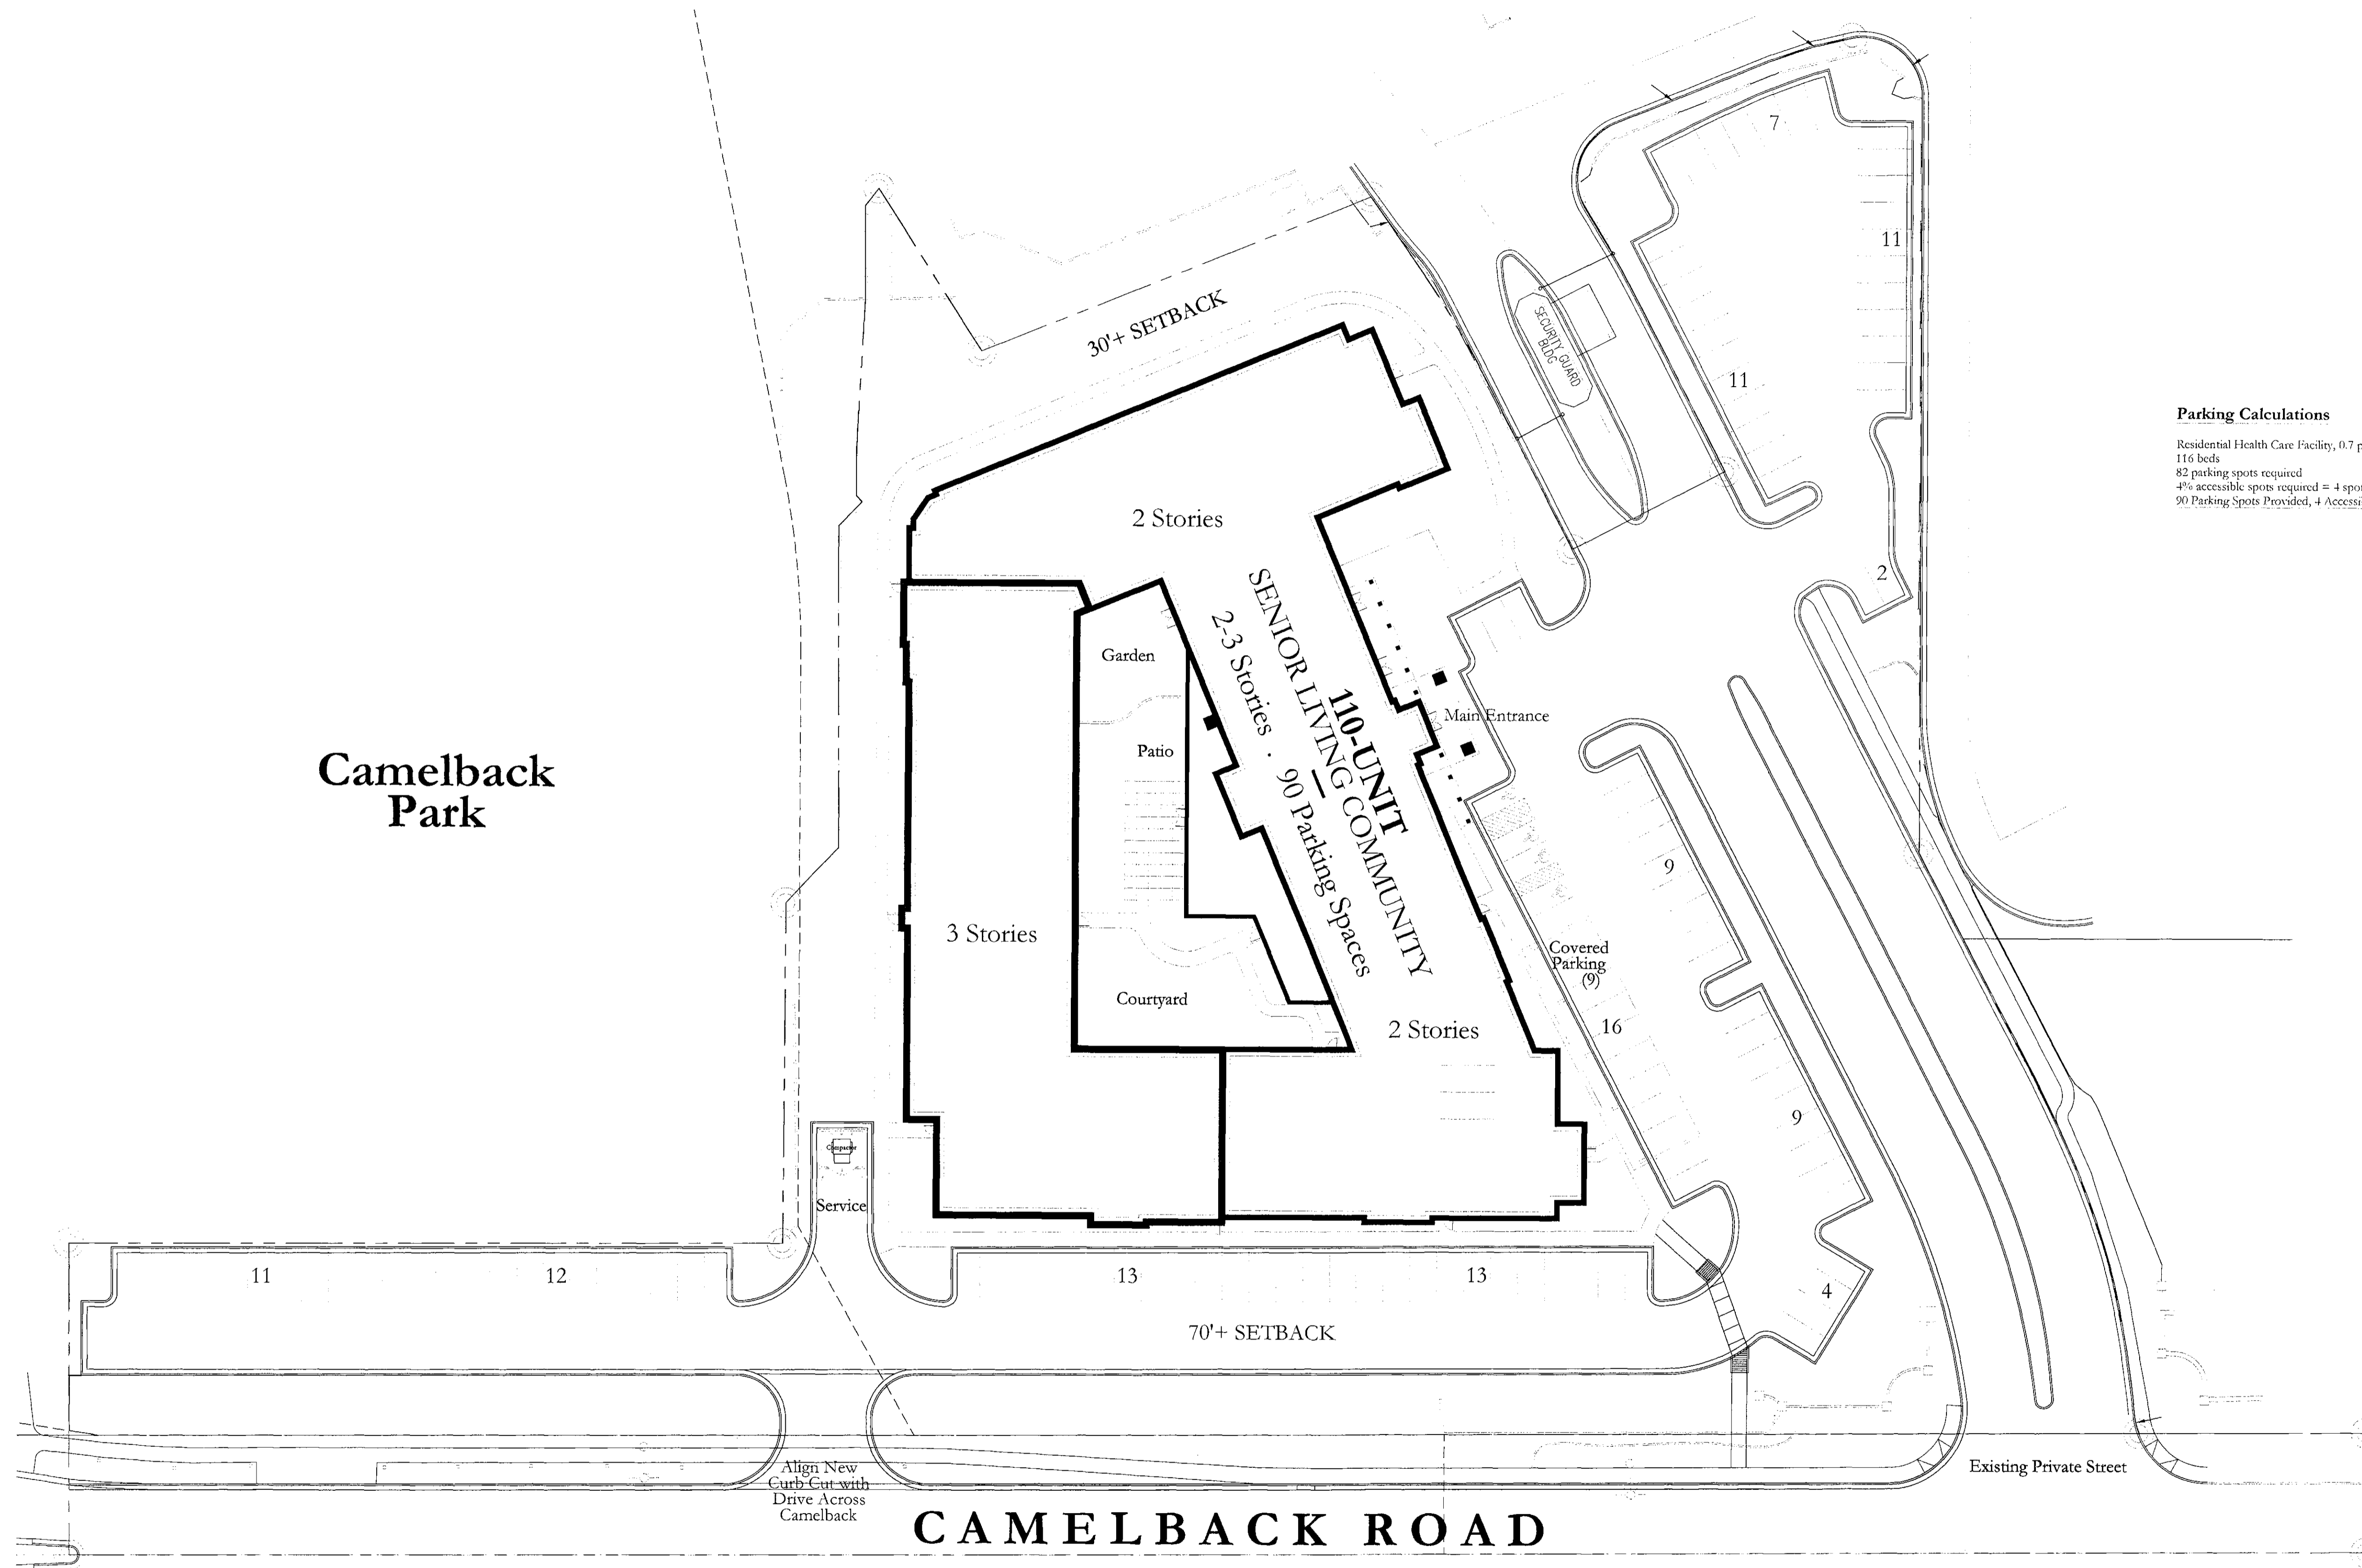 7
11
11
SECURITY GUARD
BLDG
30'+ SETBACK
Parking Calculations
Residential Health Care Facility, 0.7
116 beds
82 parking spots required
4% accessible spots required = 4
90 Parking Spots Provided, 4
2 Stories
2
110-UNIT
SENIOR LIVING COMMUNITY
2-3 Stories · 90 Parking Spaces
Garden
Patio
Courtyard
Main Entrance
Camelback
Park
3 Stories
9
Covered
Parking
(9)
16
2 Stories
9
Compactor
Service
11
12
13
13
4
70'+ SETBACK
Align New
Curb Cut with
Drive Across
Camelback
Existing Private Street
CAMELBACK ROAD